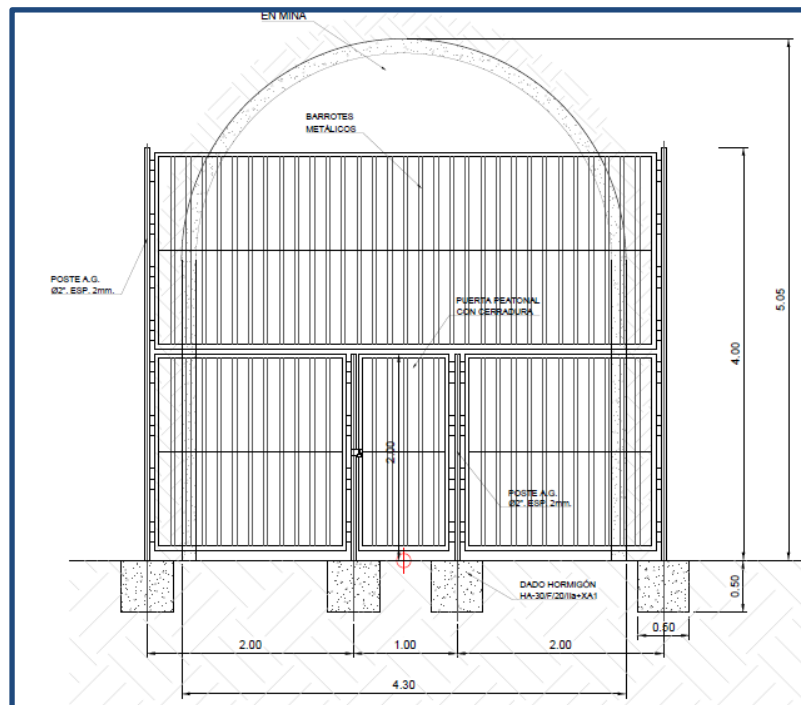 EN MINA
BARROTES
METÁLICOS
POSTE A.G.
Ø2". ESP. 2mm.
PUERTA PEATONAL
CON CERRADURA
5.05
4.00
2.00
POSTE A.G.
Ø2". ESP. 2mm.
DADO HORMIGÓN
HA-30/F/20/IIa+XA1
0.50
0.50
2.00
1.00
2.00
4.30